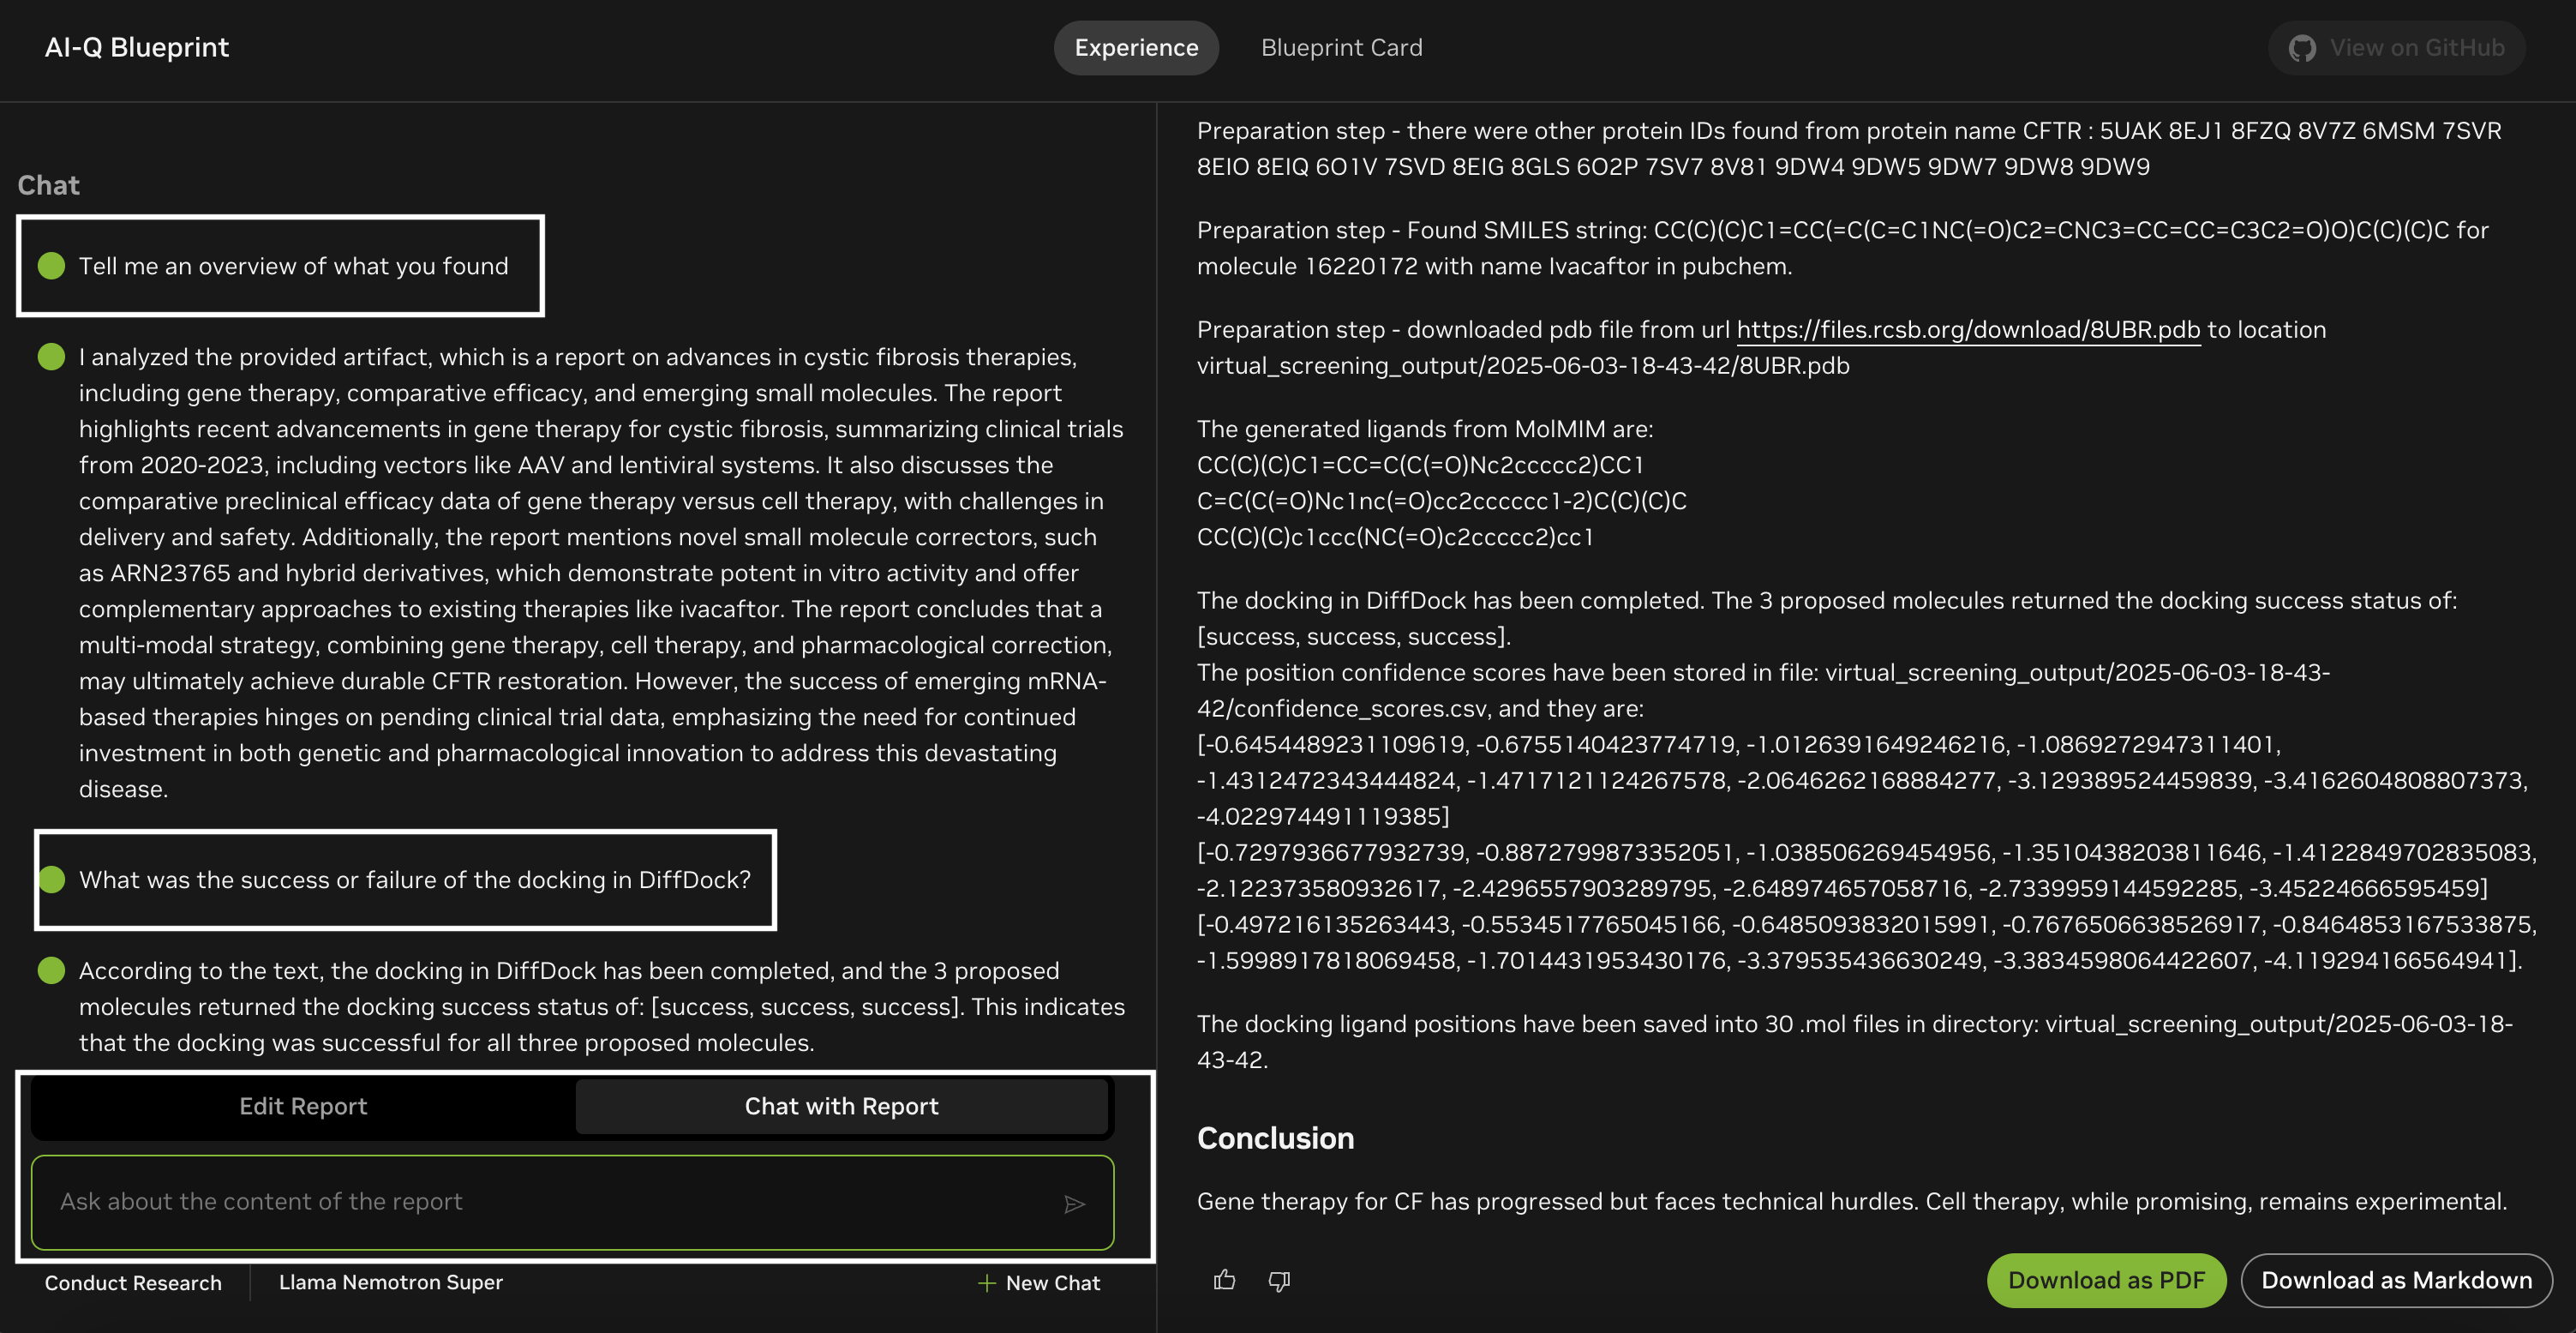 AI-Q Blueprint
Experience
Blueprint Card
View on GitHub
Chat
Tell me an overview of what you found
I analyzed the provided artifact, which is a report on advances in cystic fibrosis therapies,
including gene therapy, comparative efficacy, and emerging small molecules. The report
highlights recent advancements in gene therapy for cystic fibrosis, summarizing clinical trials
from 2020-2023, including vectors like AAV and lentiviral systems. It also discusses the
comparative preclinical efficacy data of gene therapy versus cell therapy, with challenges in
delivery and safety. Additionally, the report mentions novel small molecule correctors, such
as ARN23765 and hybrid derivatives, which demonstrate potent in vitro activity and offer
complementary approaches to existing therapies like ivacaftor. The report concludes that a
multi-modal strategy, combining gene therapy, cell therapy, and pharmacological correction,
may ultimately achieve durable CFTR restoration. However, the success of emerging mRNA-
based therapies hinges on pending clinical trial data, emphasizing the need for continued
investment in both genetic and pharmacological innovation to address this devastating
disease.
What was the success or failure of the docking in DiffDock?
According to the text, the docking in DiffDock has been completed, and the 3 proposed
molecules returned the docking success status of: [success, success, success]. This indicates
that the docking was successful for all three proposed molecules.
Edit Report
Chat with Report
Ask about the content of the report
Conduct Research
Llama Nemotron Super
New Chat
Preparation step - there were other protein IDs found from protein name CFTR : 5UAK 8EJ1 8FZQ 8V7Z 6MSM 7SVR
8EIO 8EIQ 6O1V 7SVD 8EIG 8GLS 6O2P 7SV7 8V81 9DW4 9DW5 9DW7 9DW8 9DW9
Preparation step - Found SMILES string: CC(C)(C)C1=CC(=C(C=C1NC(=O)C2=CNC3=CC=CC=C3C2=O)O)C(C)(C)C for
molecule 16220172 with name Ivacaftor in pubchem.
Preparation step - downloaded pdb file from url https://files.rcsb.org/download/8UBR.pdb to location
virtual_screening_output/2025-06-03-18-43-42/8UBR.pdb
The generated ligands from MolMIM are:
CC(C)(C)C1=CC=C(C(=O)Nc2ccccc2)CC1
C=C(C(=O)Nc1nc(=O)cc2cccccc1-2)C(C)(C)C
CC(C)(C)c1ccc(NC(=O)c2ccccc2)cc1
The docking in DiffDock has been completed. The 3 proposed molecules returned the docking success status of:
[success, success, success].
The position confidence scores have been stored in file: virtual_screening_output/2025-06-03-18-43-
42/confidence_scores.csv, and they are:
[-0.6454489231109619, -0.6755140423774719, -1.0126391649246216, -1.0869272947311401,
-1.4312472343444824, -1.4717121124267578, -2.0646262168884277, -3.129389524459839, -3.4162604808807373,
-4.022974491119385]
[-0.7297936677932739, -0.8872799873352051, -1.038506269454956, -1.3510438203811646, -1.4122849702835083,
-2.122373580932617, -2.4296557903289795, -2.648974657058716, -2.7339959144592285, -3.45224666595459]
[-0.497216135263443, -0.5534517765045166, -0.6485093832015991, -0.7676506638526917, -0.8464853167533875,
-1.5998917818069458, -1.7014431953430176, -3.379535436630249, -3.3834598064422607, -4.119294166564941].
The docking ligand positions have been saved into 30 .mol files in directory: virtual_screening_output/2025-06-03-18-
43-42.
Conclusion
Gene therapy for CF has progressed but faces technical hurdles. Cell therapy, while promising, remains experimental.
Download as PDF
Download as Markdown